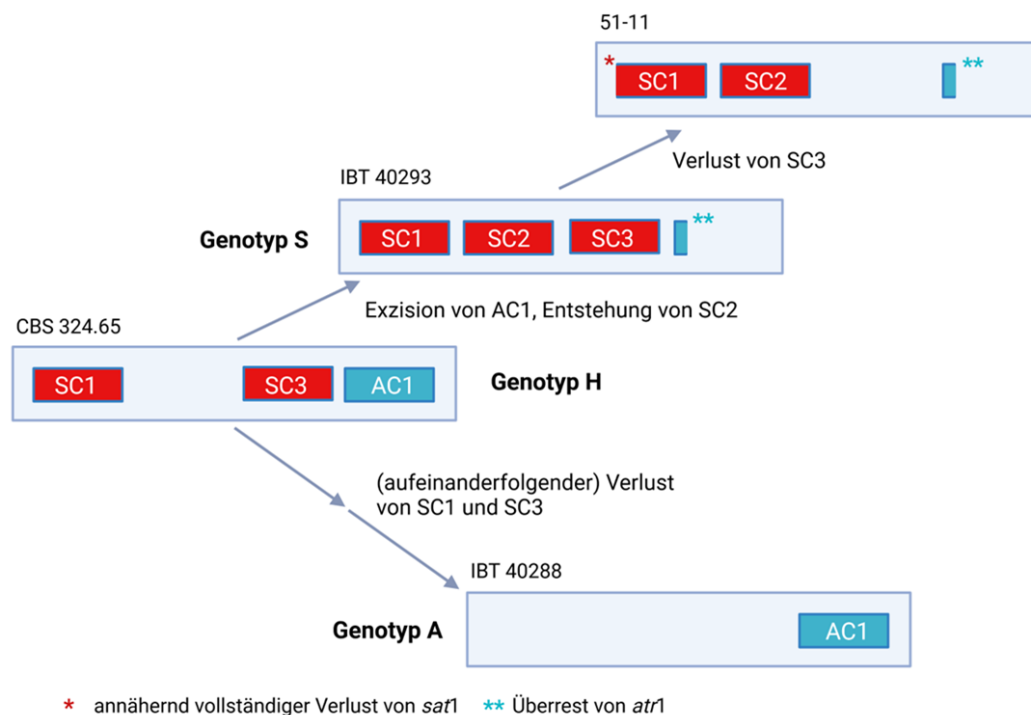 51-11
* SC1 SC2 **
Verlust von SC3
IBT 40293
Genotyp S
SC1 SC2 SC3 **
Exzision von AC1, Entstehung von SC2
CBS 324.65
SC1 SC3 AC1
Genotyp H
(aufeinanderfolgender) Verlust
von SC1 und SC3
IBT 40288
Genotyp A
AC1
* annähernd vollständiger Verlust von sat1 ** Überrest von atr1